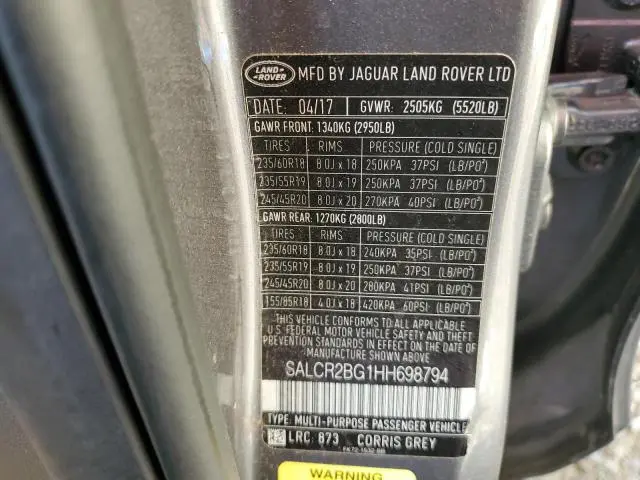 LAND-ROVER MFD BY JAGUAR LAND ROVER LTD
DATE: 04/17 GVWR: 2505KG (5520LB)
GAWR FRONT: 1340KG (2950LB)
TIRES RIMS PRESSURE (COLD SINGLE)
235/60R18 8.0J x 18 250KPA 37PSI (LB/PO²)
235/55R19 8.0J x 19 250KPA 37PSI (LB/PO²)
245/45R20 8.0J x 20 270KPA 40PSI (LB/PO²)
GAWR REAR: 1270KG (2800LB)
TIRES RIMS PRESSURE (COLD SINGLE)
235/60R18 8.0J x 18 240KPA 35PSI (LB/PO²)
235/55R19 8.0J x 19 250KPA 37PSI (LB/PO²)
245/45R20 8.0J x 20 280KPA 41PSI (LB/PO²)
155/85R18 4.0J x 18 420KPA 60PSI (LB/PO²)
THIS VEHICLE CONFORMS TO ALL APPLICABLE
U.S. FEDERAL MOTOR VEHICLE SAFETY AND THEFT
PREVENTION STANDARDS IN EFFECT ON THE DATE
OF MANUFACTURE SHOWN ABOVE.
SALCR2BG1HH698794
TYPE: MULTI-PURPOSE PASSENGER VEHICLE
LRC: 873 CORRIS GREY
WARNING